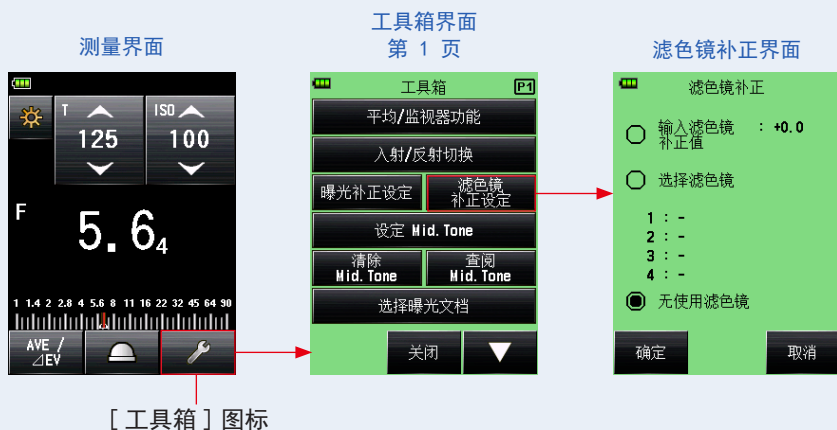 测量界面
T
ISO
125
100
F
5.6 4
1 1.4 2 2.8 4 5.6 8 11 16 22 32 45 64 90
AVE /
⊿EV
[ 工具箱 ] 图标
工具箱界面
第 1 页
工具箱
P1
平均/监视器功能
入射/反射切换
曝光补正设定
滤色镜
补正设定
设定 Mid. Tone
清除
Mid. Tone
查阅
Mid. Tone
选择曝光文档
关闭
滤色镜补正界面
滤色镜补正
输入滤色镜
补正值
: +0.0
选择滤色镜
1 : -
2 : -
3 : -
4 : -
无使用滤色镜
确定
取消